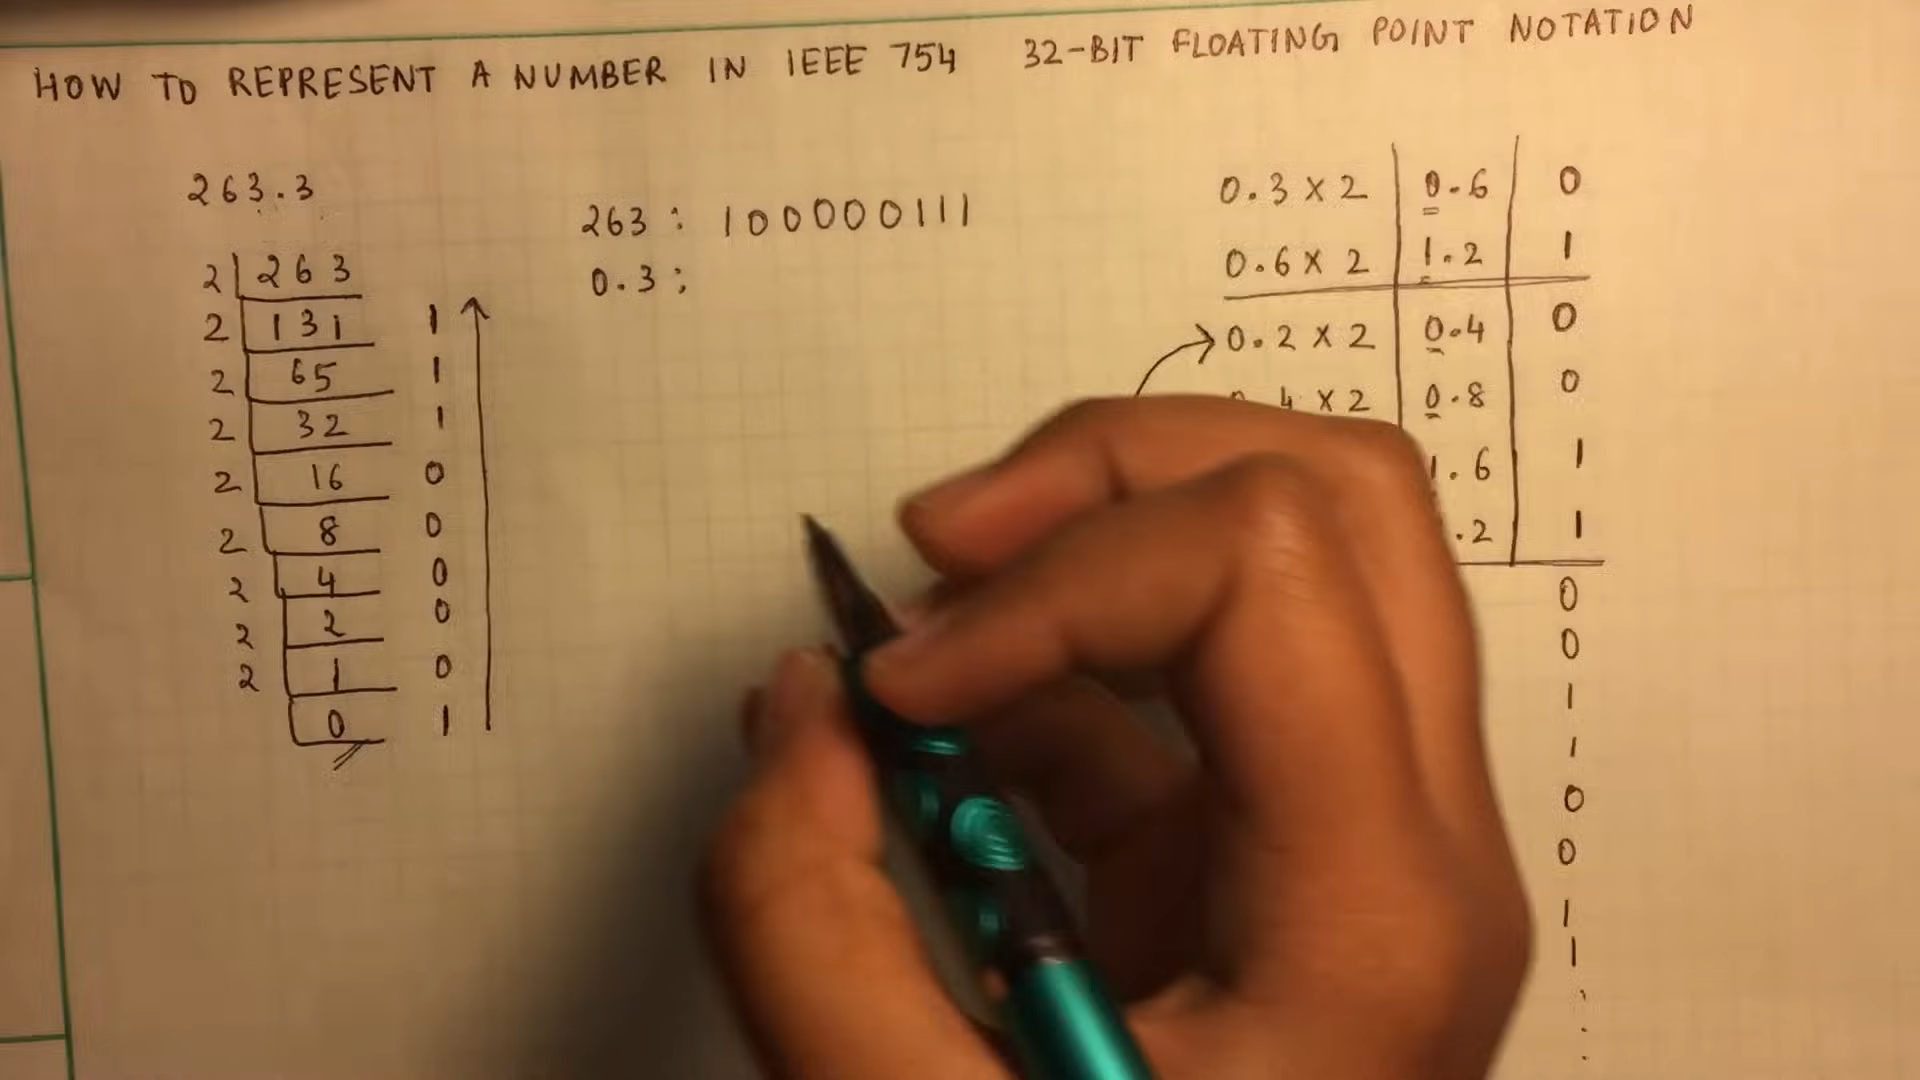 HOW TO REPRESENT A NUMBER IN IEEE 754 32-BIT FLOATING POINT NOTATION
263.3
2 263
2 131 1
2 65 1
2 32 1
2 16 0
2 8 0
2 4 0
2 2 0
2 1 0
0 1
263 : 100000111
0.3 :
0.3 x 2 0.6 0
0.6 x 2 1.2 1
0.2 x 2 0.4 0
4 x 2 0.8 0
1.6 1
.2 1
0
0
1
1
0
0
1
1